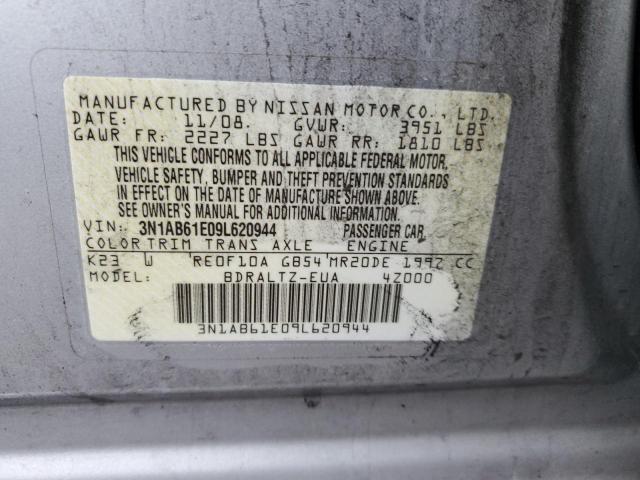 MANUFACTURED BY NISSAN MOTOR CO., LTD.
DATE: 11/08. GVWR: 3951 LBS
GAWR FR: 2227 LBS GAWR RR: 1810 LBS
THIS VEHICLE CONFORMS TO ALL APPLICABLE FEDERAL MOTOR
VEHICLE SAFETY, BUMPER AND THEFT PREVENTION STANDARDS
IN EFFECT ON THE DATE OF MANUFACTURE SHOWN ABOVE.
SEE OWNER'S MANUAL FOR ADDITIONAL INFORMATION.
VIN: 3N1AB61E09L620944 PASSENGER CAR.
COLOR TRIM TRANS AXLE ENGINE
K23 W RE0F10A GB54 MR20DE 1997 CC
MODEL: BDRALTZ-EUA 4Z000
3N1AB61E09L620944